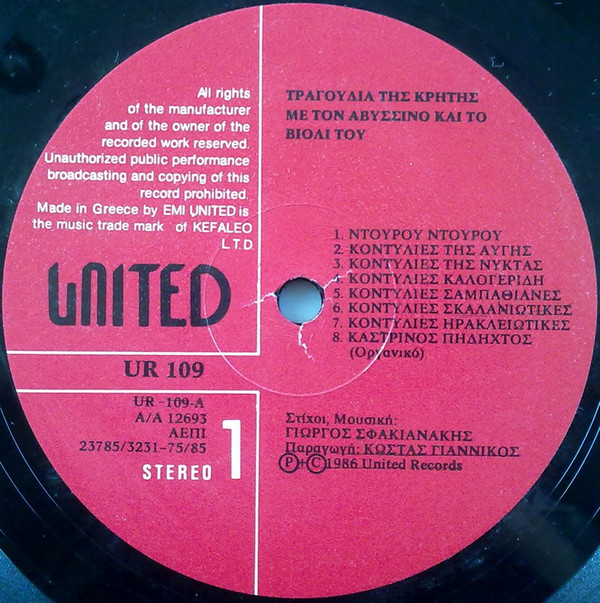 All rights
of the manufacturer
and of the owner of the
recorded work reserved.
Unauthorized public performance
broadcasting and copying of this
record prohibited.
Made in Greece by EMI UNITED is
the music trade mark of KEFALEO
L.T.D.
UNITED
UR 109
UR-109-A
A/A 12693
ΑΕΠΙ
23785/3231-75/85
STEREO 1
ΤΡΑΓΟΥΔΙΑ ΤΗΣ ΚΡΗΤΗΣ
ΜΕ ΤΟΝ ΑΒΥΣΣΙΝΟ ΚΑΙ ΤΟ
ΒΙΟΛΙ ΤΟΥ
1. ΝΤΟΥΡΟΥ ΝΤΟΥΡΟΥ
2. ΚΟΝΤΥΛΙΕΣ ΤΗΣ ΑΥΓΗΣ
3. ΚΟΝΤΥΛΙΕΣ ΤΗΣ ΝΥΚΤΑΣ
4. ΚΟΝΤΥΛΙΕΣ ΚΑΛΟΓΕΡΙΔΗ
5. ΚΟΝΤΥΛΙΕΣ ΣΑΜΠΑΘΙΑΝΕΣ
6. ΚΟΝΤΥΛΙΕΣ ΣΚΑΛΑΝΙΩΤΙΚΕΣ
7. ΚΟΝΤΥΛΙΕΣ ΗΡΑΚΛΕΙΩΤΙΚΕΣ
8. ΚΑΣΤΡΙΝΟΣ ΠΗΔΗΧΤΟΣ
(Οργανικό)
Στίχοι, Μουσική:
ΓΙΩΡΓΟΣ ΣΦΑΚΙΑΝΑΚΗΣ
Παραγωγή: ΚΩΣΤΑΣ ΓΙΑΝΝΙΚΟΣ
Ⓟ+Ⓒ1986 United Records